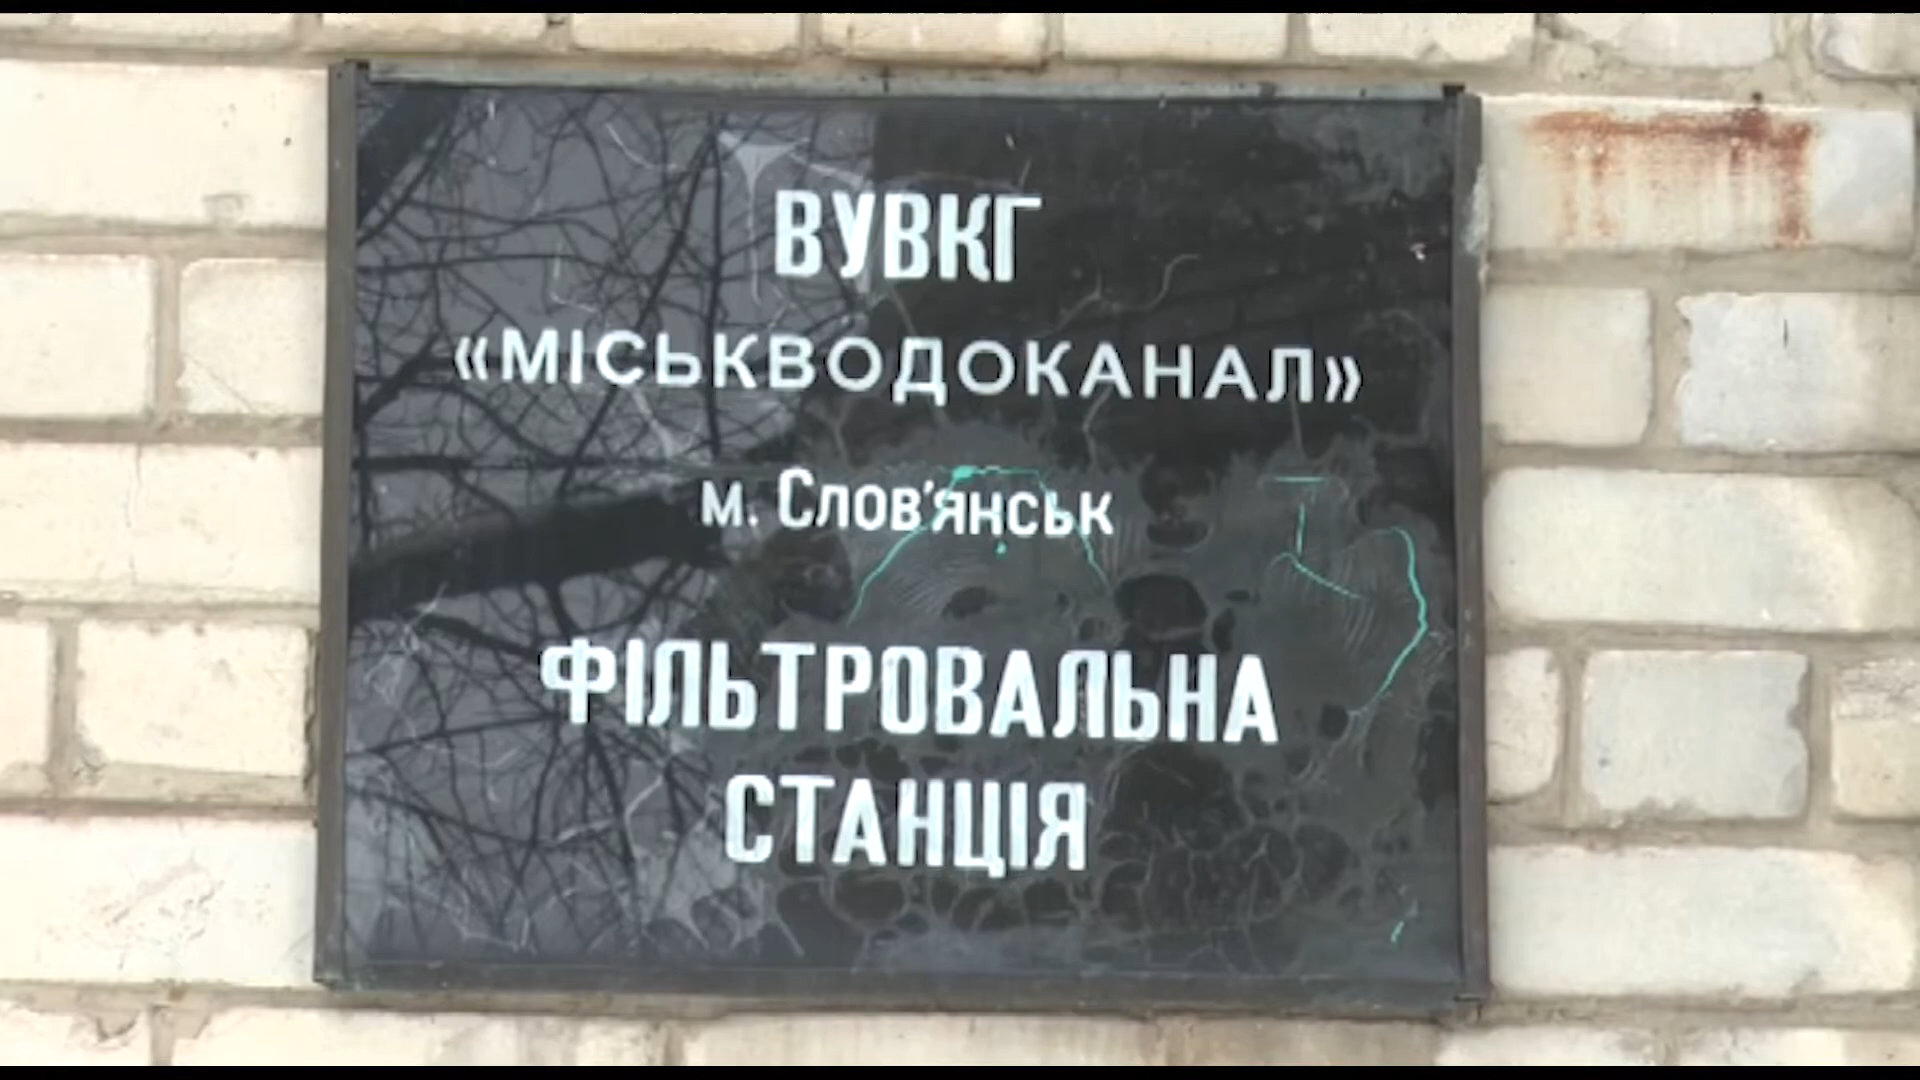 ВУВКГ
«МІСЬКВОДОКАНАЛ»
м. Слов'янськ
ФІЛЬТРОВАЛЬНА
СТАНЦІЯ